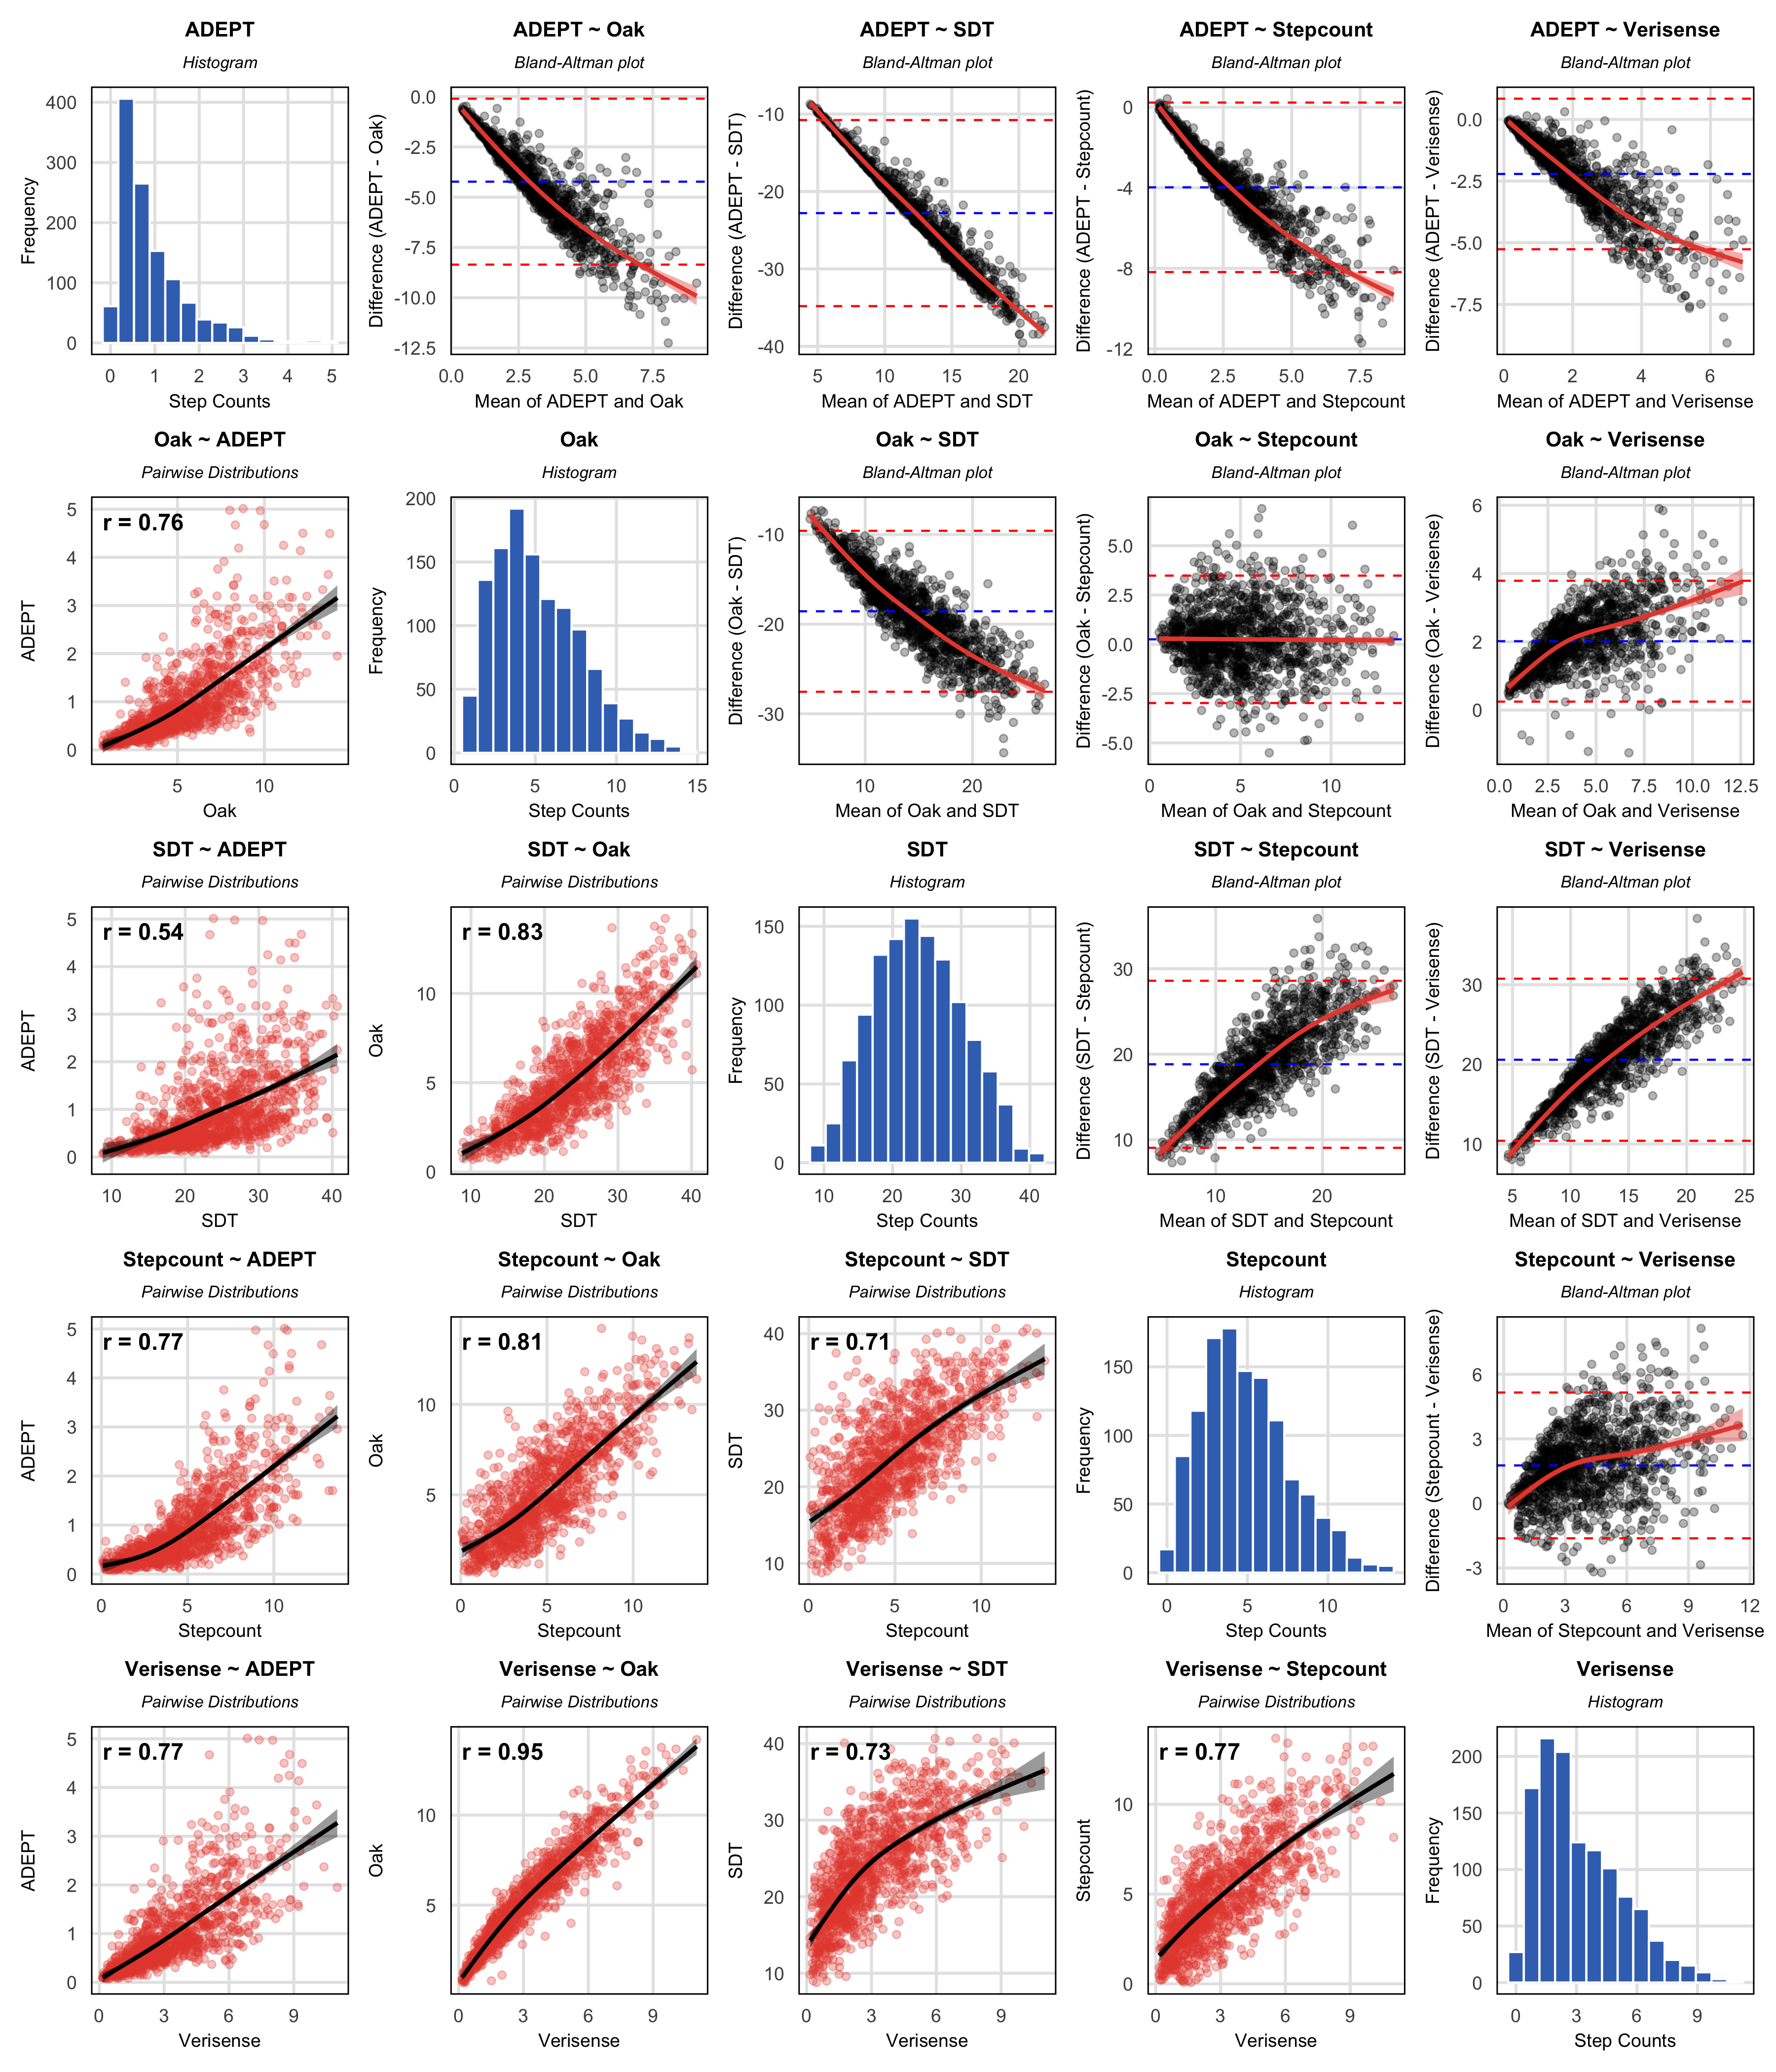 ADEPT
Histogram
Frequency
400
300
200
100
0
0 1 2 3 4 5
Step Counts
ADEPT ~ Oak
Bland-Altman plot
Difference (ADEPT - Oak)
0.0
-2.5
-5.0
-7.5
-10.0
-12.5
0.0 2.5 5.0 7.5
Mean of ADEPT and Oak
ADEPT ~ SDT
Bland-Altman plot
Difference (ADEPT - SDT)
-10
-20
-30
-40
5 10 15 20
Mean of ADEPT and SDT
ADEPT ~ Stepcount
Bland-Altman plot
Difference (ADEPT - Stepcount)
0
-4
-8
-12
0.0 2.5 5.0 7.5
Mean of ADEPT and Stepcount
ADEPT ~ Verisense
Bland-Altman plot
Difference (ADEPT - Verisense)
0.0
-2.5
-5.0
-7.5
0 2 4 6
Mean of ADEPT and Verisense
Oak ~ ADEPT
Pairwise Distributions
r = 0.76
ADEPT
5
4
3
2
1
0
5 10
Oak
Oak
Histogram
Frequency
200
150
100
50
0
0 5 10 15
Step Counts
Oak ~ SDT
Bland-Altman plot
Difference (Oak - SDT)
-10
-20
-30
10 20
Mean of Oak and SDT
Oak ~ Stepcount
Bland-Altman plot
Difference (Oak - Stepcount)
5.0
2.5
0.0
-2.5
-5.0
0 5 10
Mean of Oak and Stepcount
Oak ~ Verisense
Bland-Altman plot
Difference (Oak - Verisense)
6
4
2
0
0.0 2.5 5.0 7.5 10.0 12.5
Mean of Oak and Verisense
SDT ~ ADEPT
Pairwise Distributions
r = 0.54
ADEPT
5
4
3
2
1
0
10 20 30 40
SDT
SDT ~ Oak
Pairwise Distributions
r = 0.83
Oak
10
5
0
10 20 30 40
SDT
SDT
Histogram
Frequency
150
100
50
0
10 20 30 40
Step Counts
SDT ~ Stepcount
Bland-Altman plot
Difference (SDT - Stepcount)
30
20
10
10 20
Mean of SDT and Stepcount
SDT ~ Verisense
Bland-Altman plot
Difference (SDT - Verisense)
30
20
10
5 10 15 20 25
Mean of SDT and Verisense
Stepcount ~ ADEPT
Pairwise Distributions
r = 0.77
ADEPT
5
4
3
2
1
0
0 5 10
Stepcount
Stepcount ~ Oak
Pairwise Distributions
r = 0.81
Oak
10
5
0 5 10
Stepcount
Stepcount ~ SDT
Pairwise Distributions
r = 0.71
SDT
40
30
20
10
0 5 10
Stepcount
Stepcount
Histogram
Frequency
150
100
50
0
0 5 10
Step Counts
Stepcount ~ Verisense
Bland-Altman plot
Difference (Stepcount - Verisense)
6
3
0
-3
0 3 6 9 12
Mean of Stepcount and Verisense
Verisense ~ ADEPT
Pairwise Distributions
r = 0.77
ADEPT
5
4
3
2
1
0
0 3 6 9
Verisense
Verisense ~ Oak
Pairwise Distributions
r = 0.95
Oak
10
5
0 3 6 9
Verisense
Verisense ~ SDT
Pairwise Distributions
r = 0.73
SDT
40
30
20
10
0 3 6 9
Verisense
Verisense ~ Stepcount
Pairwise Distributions
r = 0.77
Stepcount
10
5
0
0 3 6 9
Verisense
Verisense
Histogram
Frequency
200
150
100
50
0
0 3 6 9
Step Counts